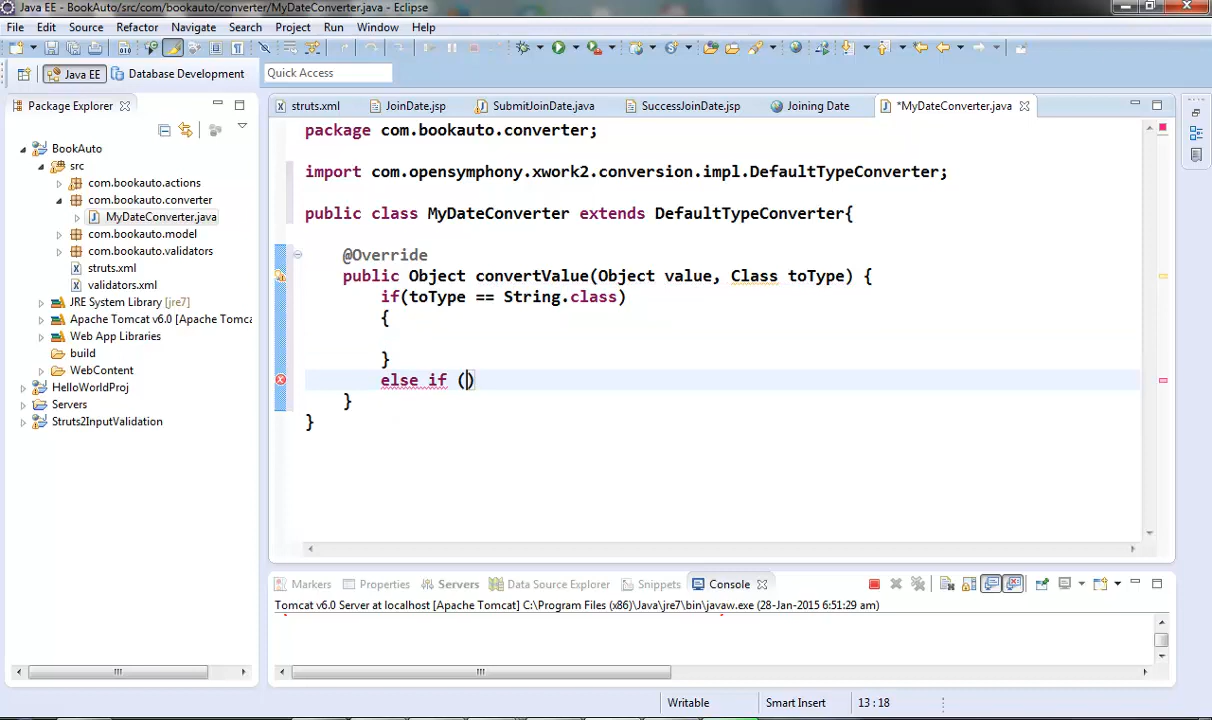 Java EE - BookAuto/src/com/bookauto/converter/MyDateConverter.java - Eclipse
File Edit Source Refactor Navigate Search Project Run Window Help
Java EE Database Development Quick Access
Package Explorer
struts.xml JoinDate.jsp SubmitJoinDate.java SuccessJoinDate.jsp Joining Date *MyDateConverter.java
BookAuto
src
com.bookauto.actions
com.bookauto.converter
MyDateConverter.java
com.bookauto.model
com.bookauto.validators
struts.xml
validators.xml
JRE System Library [jre7]
Apache Tomcat v6.0 [Apache Tomca
Web App Libraries
build
WebContent
HelloWorldProj
Servers
Struts2InputValidation
package com.bookauto.converter;
import com.opensymphony.xwork2.conversion.impl.DefaultTypeConverter;
public class MyDateConverter extends DefaultTypeConverter{
@Override
public Object convertValue(Object value, Class toType) {
if(toType == String.class)
{
}
else if ()
}
}
Markers Properties Servers Data Source Explorer Snippets Console
Tomcat v6.0 Server at localhost [Apache Tomcat] C:\Program Files (x86)\Java\jre7\bin\javaw.exe (28-Jan-2015 6:51:29 am)
Writable Smart Insert 13 : 18